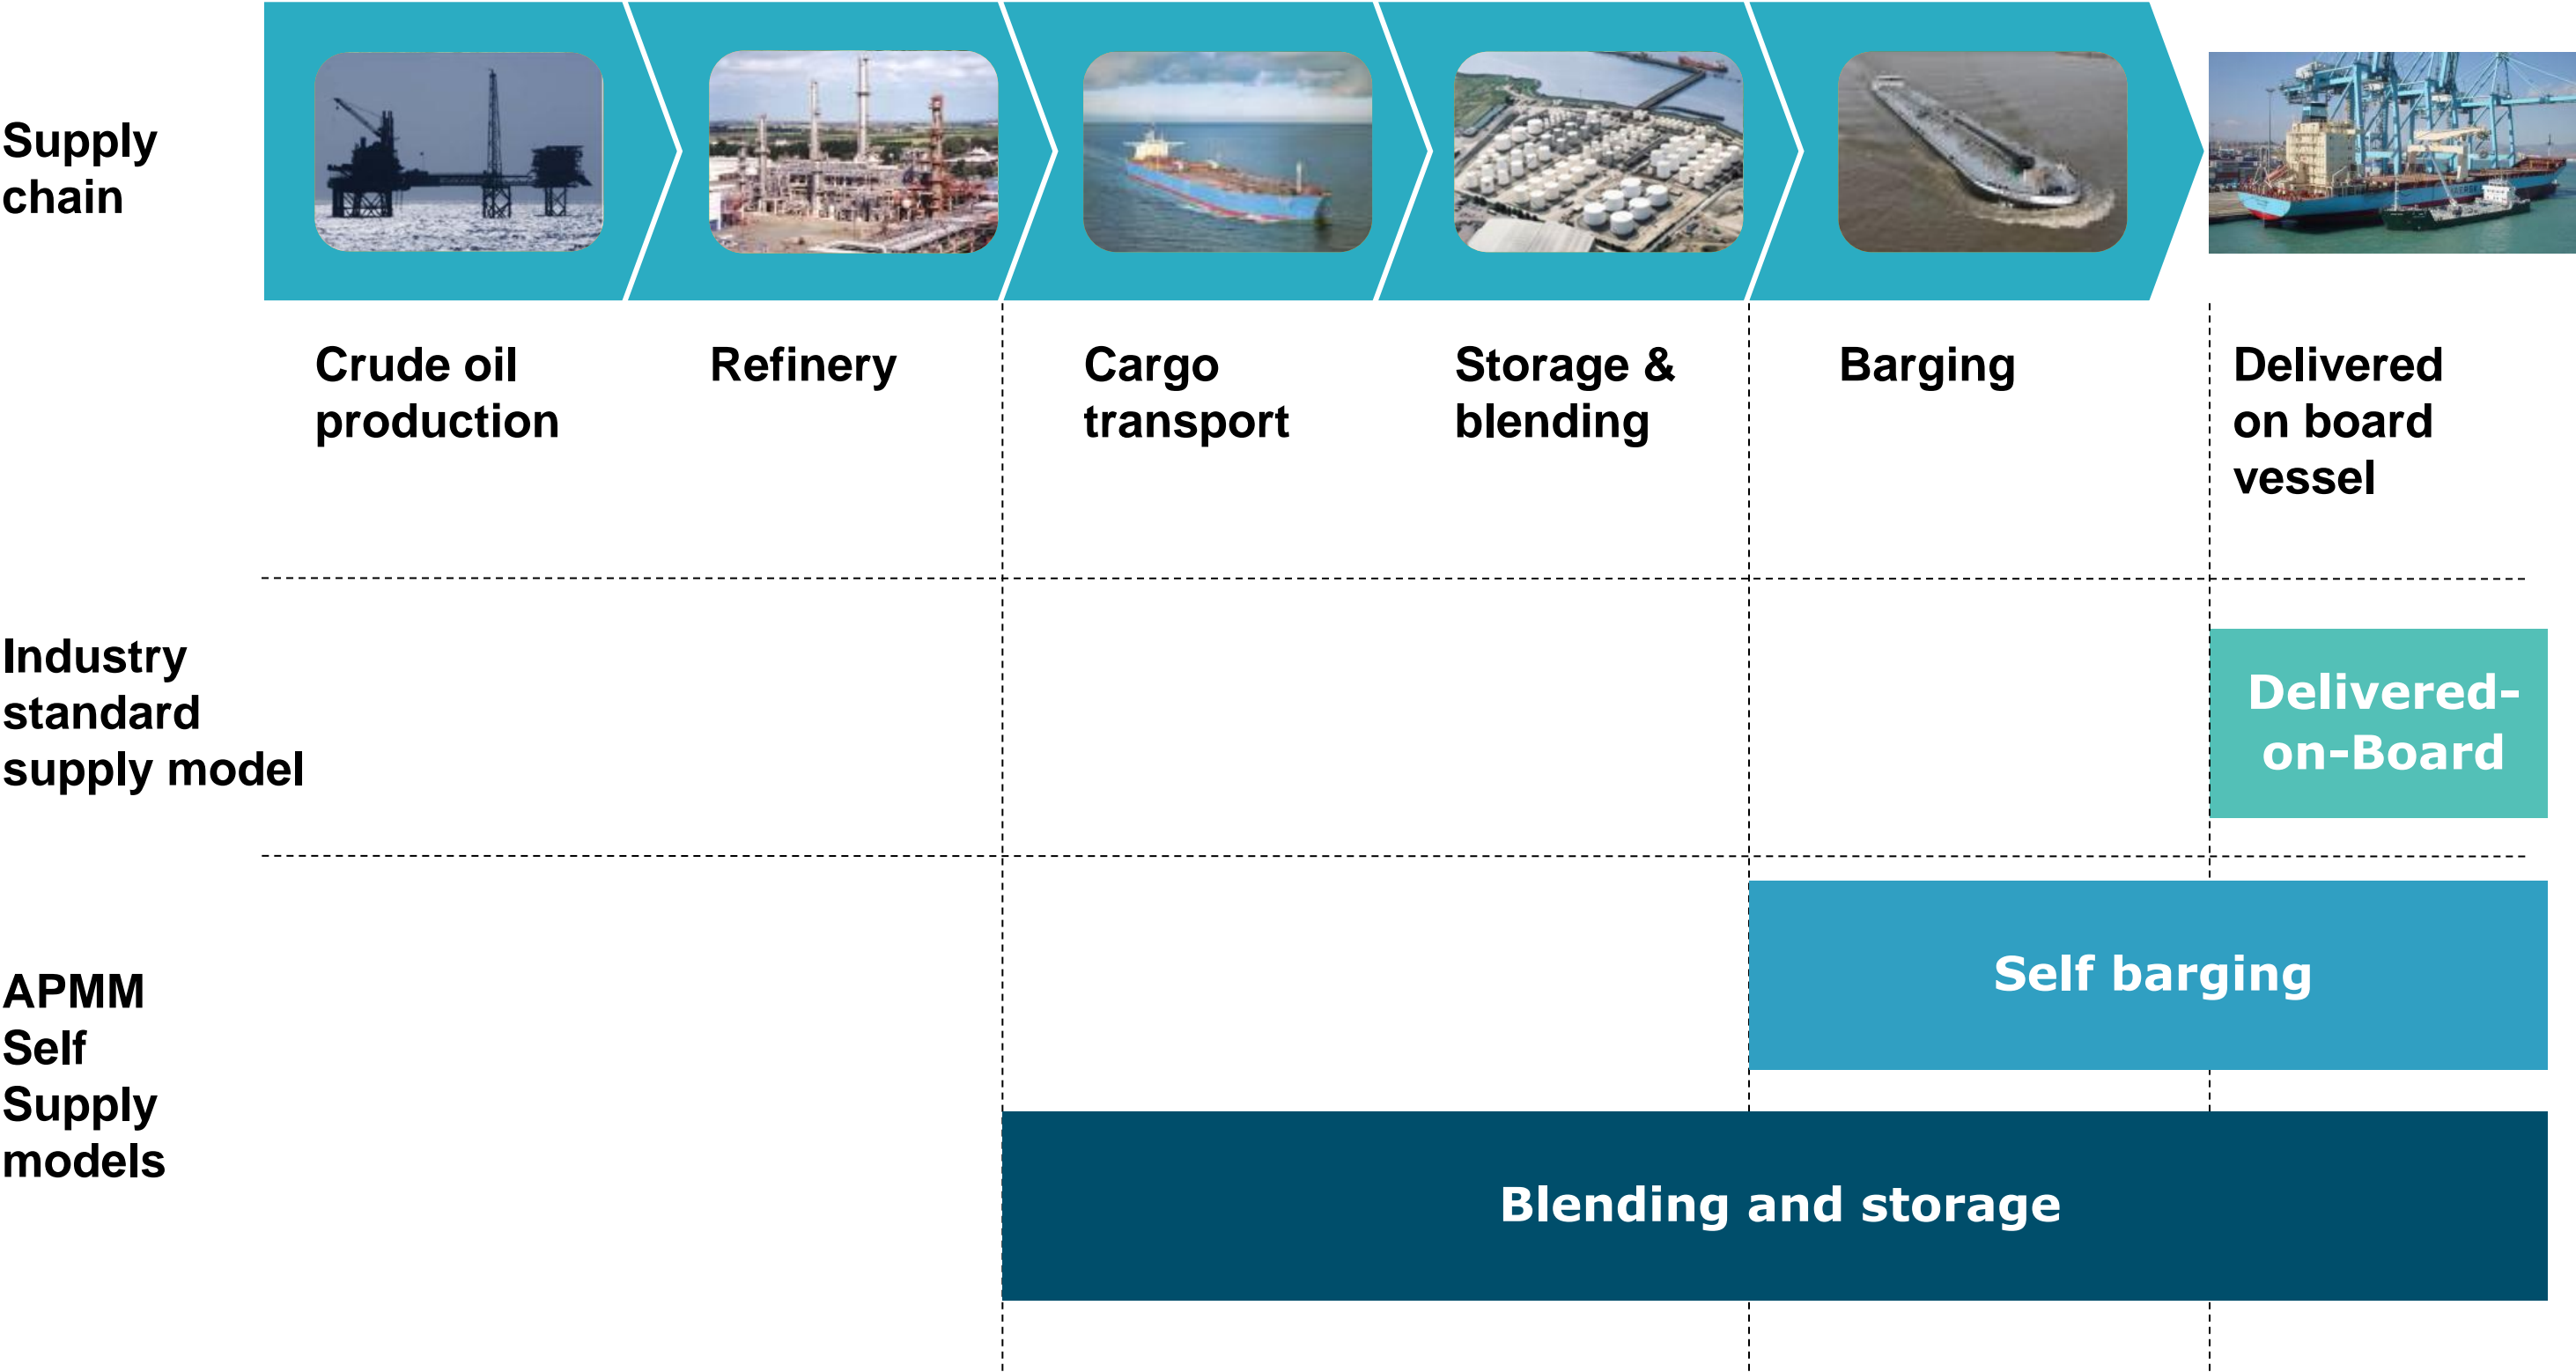 Supply
chain
Crude oil
production
Refinery
Cargo
transport
Storage &
blending
Barging
Delivered
on board
vessel
Industry
standard
supply model
Delivered-
on-Board
APMM
Self
Supply
models
Self barging
Blending and storage